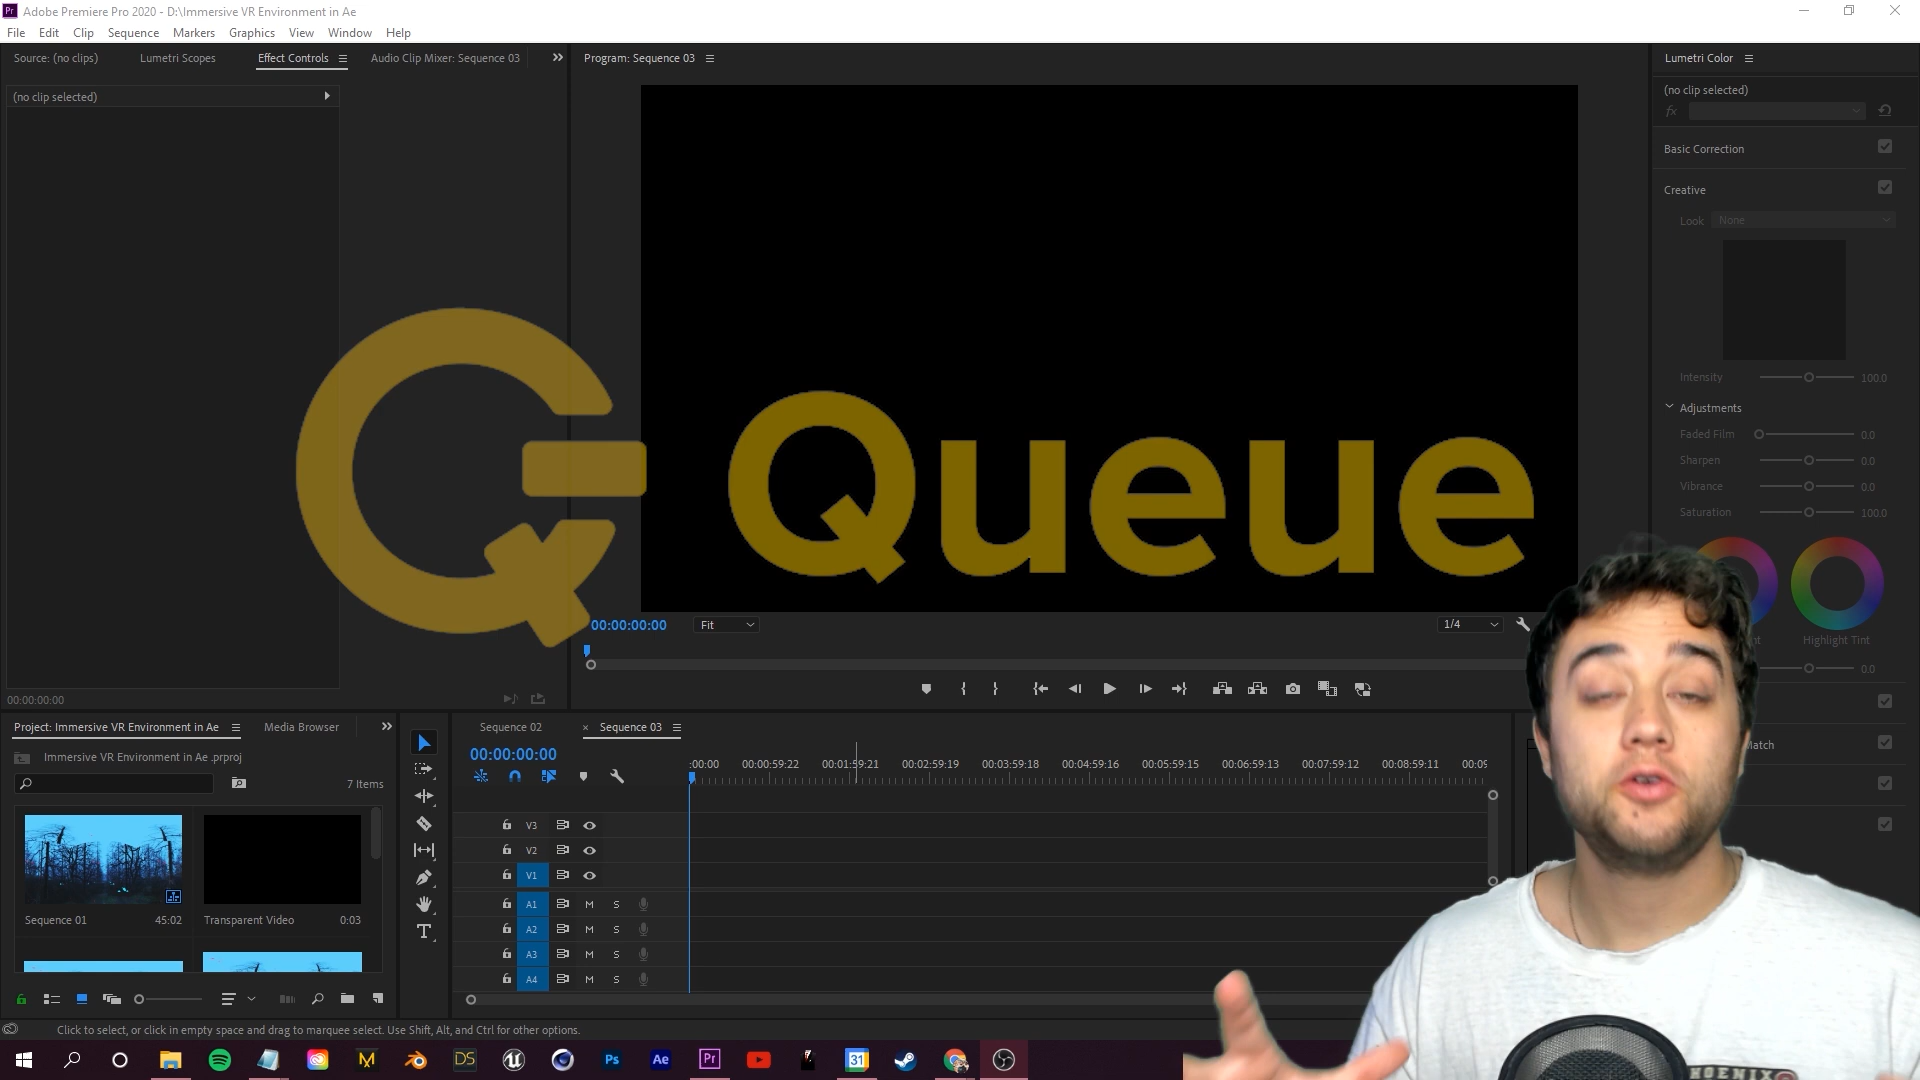 Adobe Premiere Pro 2020 - D:\Immersive VR Environment in Ae
File Edit Clip Sequence Markers Graphics View Window Help
Source: (no clips) Lumetri Scopes Effect Controls Audio Clip Mixer: Sequence 03
Program: Sequence 03
Lumetri Color
(no clip selected)
(no clip selected)
fx
Basic Correction
Creative
Look None
Intensity 100.0
Adjustments
Faded Film 0.0
Sharpen 0.0
Vibrance 0.0
Saturation 100.0
Highlight Tint
0.0
Queue
00:00:00:00 Fit 1/4
00:00:00:00
Project: Immersive VR Environment in Ae Media Browser
Immersive VR Environment in Ae .prproj
7 Items
Sequence 01 45:02
Transparent Video 0:03
Sequence 02 × Sequence 03
00:00:00:00
:00:00 00:00:59:22 00:01:59:21 00:02:59:19 00:03:59:18 00:04:59:16 00:05:59:15 00:06:59:13 00:07:59:12 00:08:59:11 00:09
V3
V2
V1
A1 M S
A2 M S
A3 M S
A4 M S
Click to select, or click in empty space and drag to marquee select. Use Shift, Alt, and Ctrl for other options.
DS Ps Ae Pr 31
HOENIX